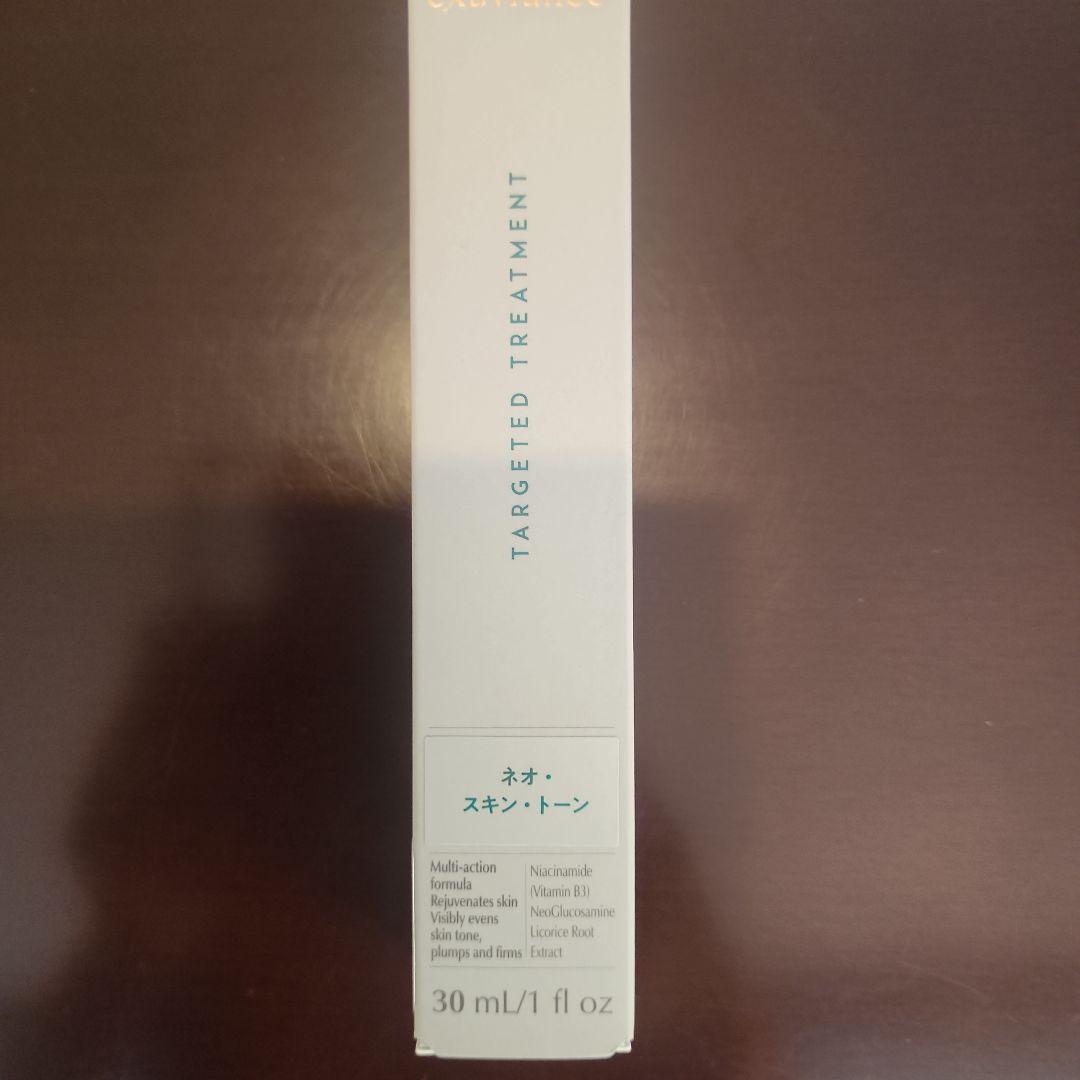 exuviance
TARGETED TREATMENT
ネオ・
スキン・トーン
Multi-action
formula
Rejuvenates skin
Visibly evens
skin tone,
plumps and firms
Niacinamide
(Vitamin B3)
NeoGlucosamine
Licorice Root
Extract
30 mL/1 fl oz